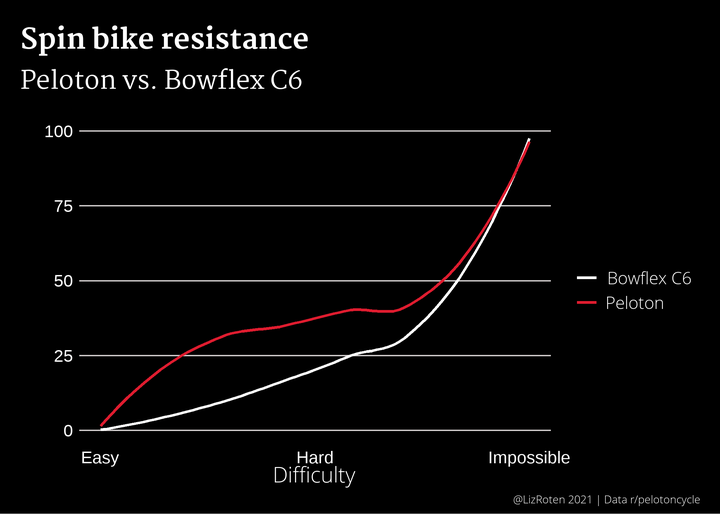 Spin bike resistance
Peloton vs. Bowflex C6
100
75
50
25
0
Easy
Hard
Impossible
Difficulty
Bowflex C6
Peloton
@LizRoten 2021 | Data r/pelotoncycle